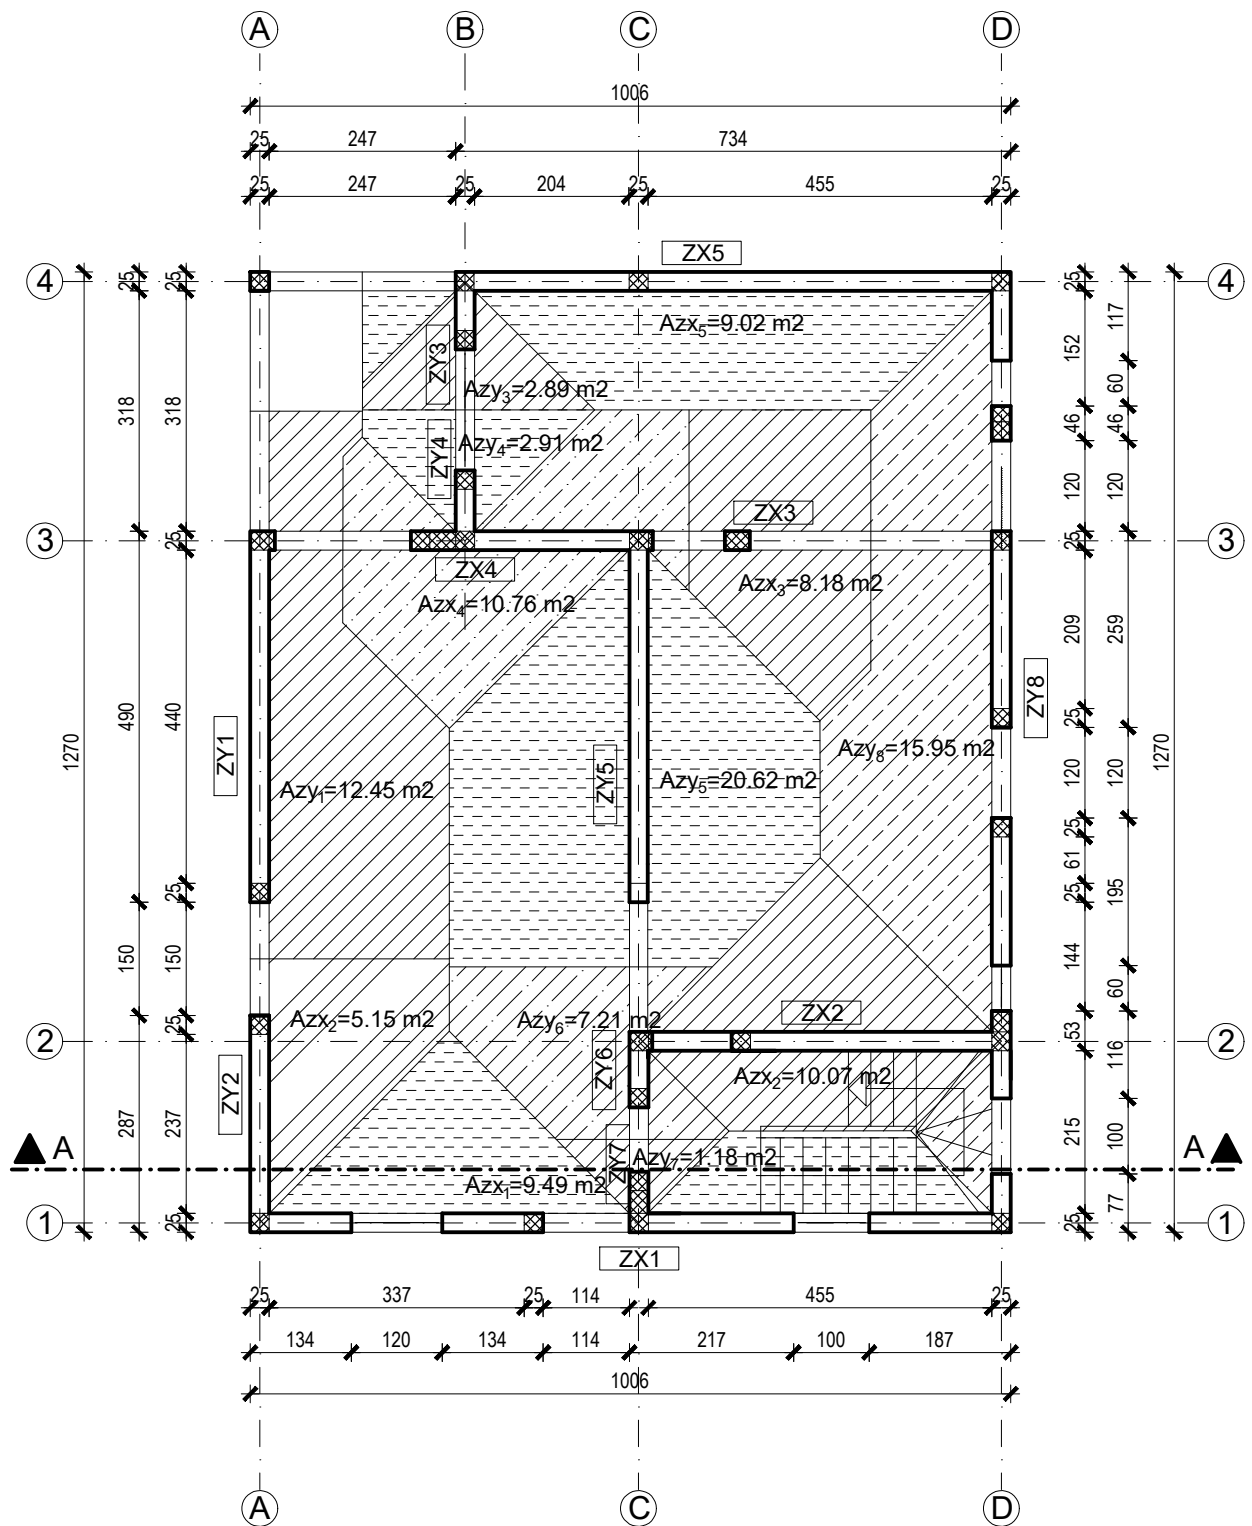 A B C D
1006
25 247 734
25 247 25 204 25 455 25
ZX5
4 25 25 25 4
Azx5=9.02 m2
117
152
ZY3
Azy3=2.89 m2
60
318 318 46 46
ZY4
Azy4=2.91 m2
120 120
ZX3
3 25 25 3
ZX4
Azx3=8.18 m2
Azx4=10.76 m2
209 259
ZY8
25
490 440
1270 1270
ZY1
Azy8=15.95 m2
Azy1=12.45 m2
ZY5
Azy5=20.62 m2
120 120
25
61
25 25 195
150 150 144
60
ZX2
Azx2=5.15 m2
Azy6=7.21 m2
25 53
2 2
ZY6
116
Azx2=10.07 m2
ZY2
287 237 215 100
A A
ZY7
Azy7=1.18 m2
Azx1=9.49 m2
77
1 25 25 25 1
ZX1
25 337 25 114 455 25
134 120 134 114 217 100 187
1006
A C D